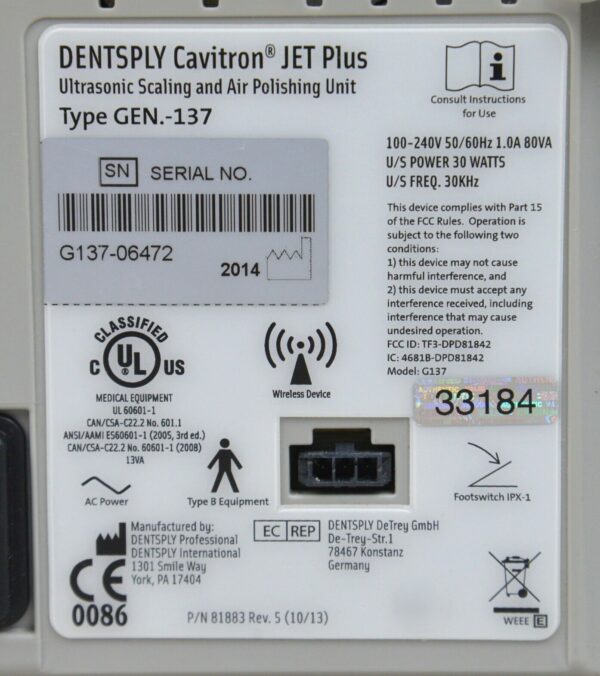 DENTSPLY Cavitron® JET Plus
Ultrasonic Scaling and Air Polishing Unit
Type GEN.-137
Consult Instructions
for Use
SN SERIAL NO.
G137-06472
2014
100-240V 50/60Hz 1.0A 80VA
U/S POWER 30 WATTS
U/S FREQ. 30KHz
This device complies with Part 15
of the FCC Rules. Operation is
subject to the following two
conditions:
1) this device may not cause
harmful interference, and
2) this device must accept any
interference received, including
interference that may cause
undesired operation.
FCC ID: TF3-DPD81842
IC: 4681B-DPD81842
Model: G137
33184
CLASSIFIED
C UL US
MEDICAL EQUIPMENT
UL 60601-1
CAN/CSA-C22.2 No. 601.1
ANSI/AAMI ES60601-1 (2005, 3rd ed.)
CAN/CSA-C22.2 No. 60601-1 (2008)
13VA
Wireless Device
AC Power
Type B Equipment
Footswitch IPX-1
Manufactured by:
DENTSPLY Professional
DENTSPLY International
1301 Smile Way
York, PA 17404
EC REP
DENTSPLY DeTrey GmbH
De-Trey-Str.1
78467 Konstanz
Germany
CE
0086
P/N 81883 Rev. 5 (10/13)
WEEE E